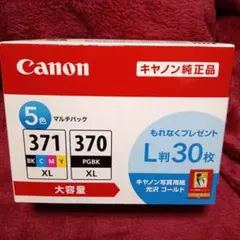 Canon
キヤノン純正品
5色
マルチパック
371
BK C M Y
XL
370
PGBK
XL
大容量
もれなくプレゼント
L判30枚
キヤノン写真用紙
光沢 ゴールド